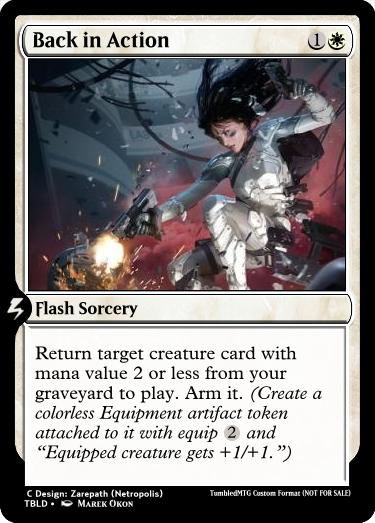 Back in Action 1
Flash Sorcery
Return target creature card with
mana value 2 or less from your
graveyard to play. Arm it. (Create a
colorless Equipment artifact token
attached to it with equip 2 and
“Equipped creature gets +1/+1.”)
C Design: Zarepath (Netropolis)
TumbledMTG Custom Format (NOT FOR SALE)
TBLD • Marek Okon